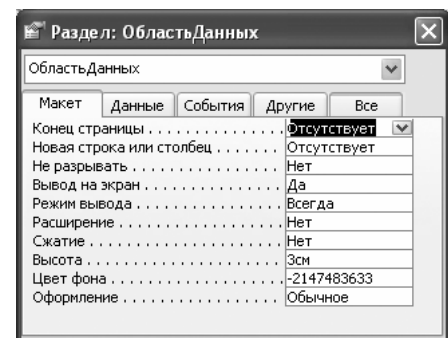 Раздел: ОбластьДанных
ОбластьДанных
Макет Данные События Другие Все
Конец страницы . . . . . . . . . . . . . . . Отсутствует
Новая строка или столбец . . . . . . . Отсутствует
Не разрывать . . . . . . . . . . . . . . . . . Нет
Вывод на экран . . . . . . . . . . . . . . . Да
Режим вывода . . . . . . . . . . . . . . . . Всегда
Расширение . . . . . . . . . . . . . . . . . . Нет
Сжатие . . . . . . . . . . . . . . . . . . . . . . Нет
Высота . . . . . . . . . . . . . . . . . . . . . . 3см
Цвет фона . . . . . . . . . . . . . . . . . . . -2147483633
Оформление . . . . . . . . . . . . . . . . . Обычное